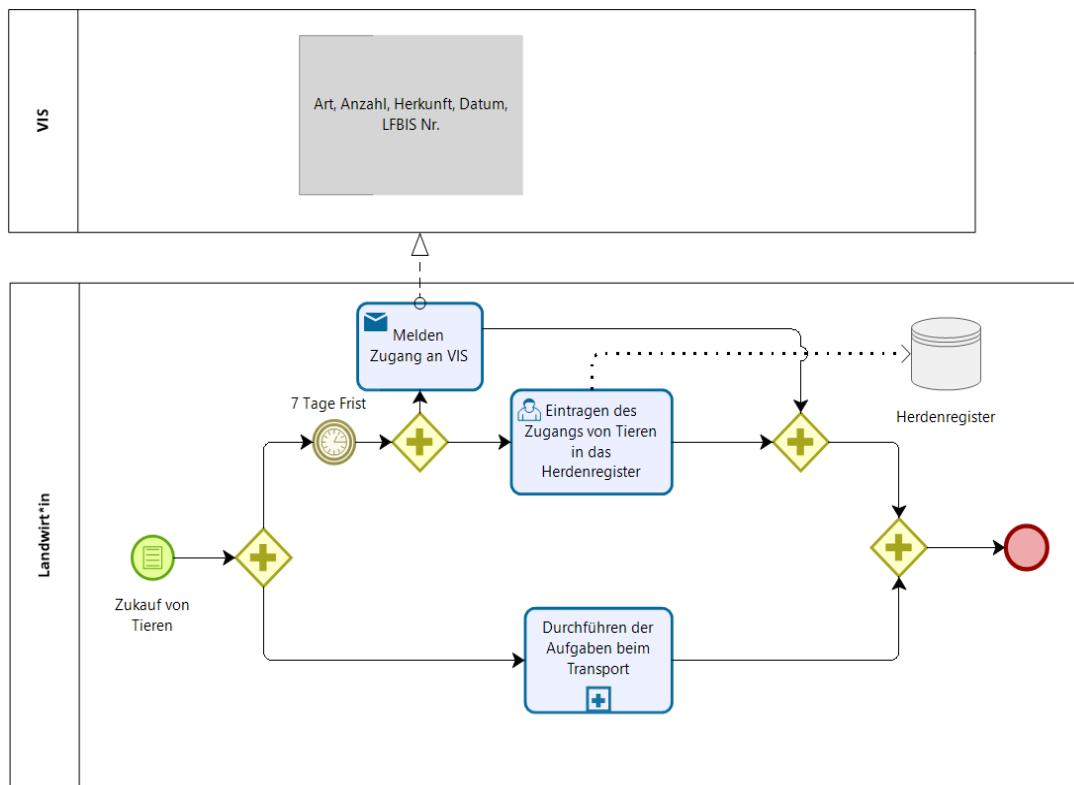 VIS
Art, Anzahl, Herkunft, Datum,
LFBIS Nr.
Landwirt*in
Melden
Zugang an VIS
7 Tage Frist
Eintragen des
Zugangs von Tieren
in das
Herdenregister
Herdenregister
Zukauf von
Tieren
Durchführen der
Aufgaben beim
Transport